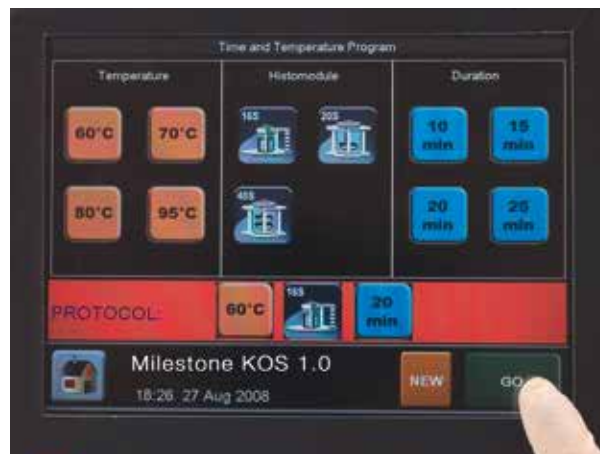 Time and Temperature Program
Temperature Histomodule Duration
60°C 70°C 16S 20S 10 min 15 min
80°C 95°C 40S 20 min 25 min
PROTOCOL: 60°C 16S 20 min
Milestone KOS 1.0
NEW GO
18:26 27 Aug 2008